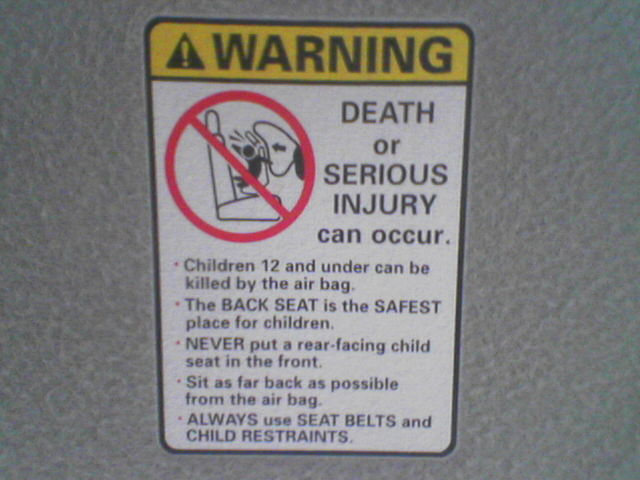 WARNING
DEATH
or
SERIOUS
INJURY
can occur.
· Children 12 and under can be
killed by the air bag.
· The BACK SEAT is the SAFEST
place for children.
· NEVER put a rear-facing child
seat in the front.
· Sit as far back as possible
from the air bag.
· ALWAYS use SEAT BELTS and
CHILD RESTRAINTS.